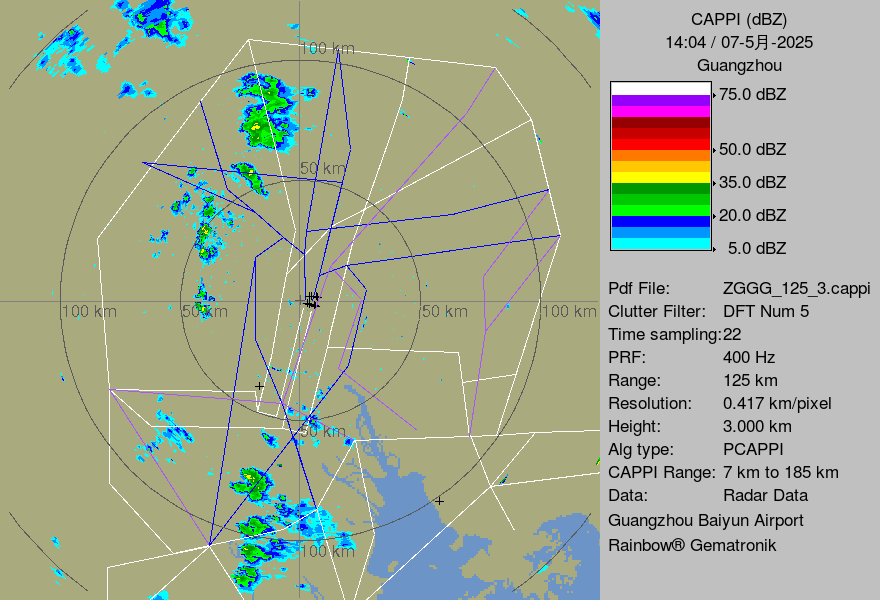 CAPPI (dBZ)
14:04 / 07-5月-2025
Guangzhou
75.0 dBZ
50.0 dBZ
35.0 dBZ
20.0 dBZ
5.0 dBZ
Pdf File: ZGGG_125_3.cappi
Clutter Filter: DFT Num 5
Time sampling:22
PRF: 400 Hz
Range: 125 km
Resolution: 0.417 km/pixel
Height: 3.000 km
Alg type: PCAPPI
CAPPI Range: 7 km to 185 km
Data: Radar Data
Guangzhou Baiyun Airport
Rainbow® Gematronik
100 km
50 km
100 km
50 km
50 km
100 km
50 km
100 km